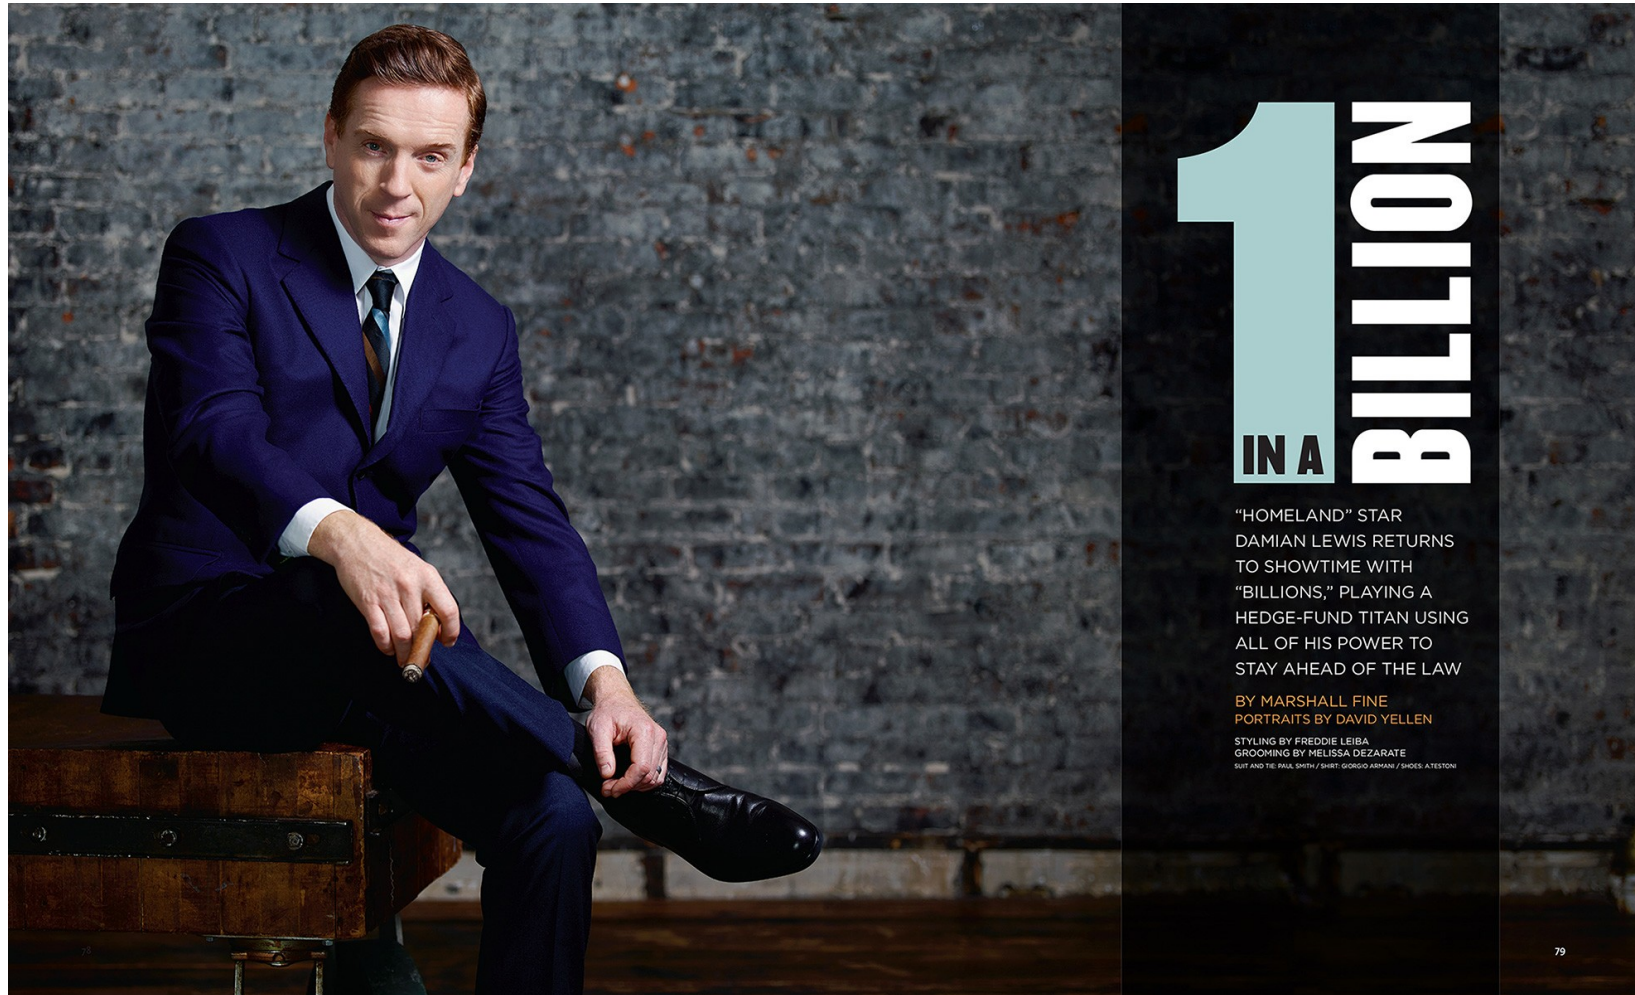 1
IN A
BILLION
“HOMELAND” STAR
DAMIAN LEWIS RETURNS
TO SHOWTIME WITH
“BILLIONS,” PLAYING A
HEDGE-FUND TITAN USING
ALL OF HIS POWER TO
STAY AHEAD OF THE LAW
BY MARSHALL FINE
PORTRAITS BY DAVID YELLEN
STYLING BY FREDDIE LEIBA
GROOMING BY MELISSA DEZARATE
SUIT AND TIE: PAUL SMITH / SHIRT: GIORGIO ARMANI / SHOES: A.TESTONI
78
79